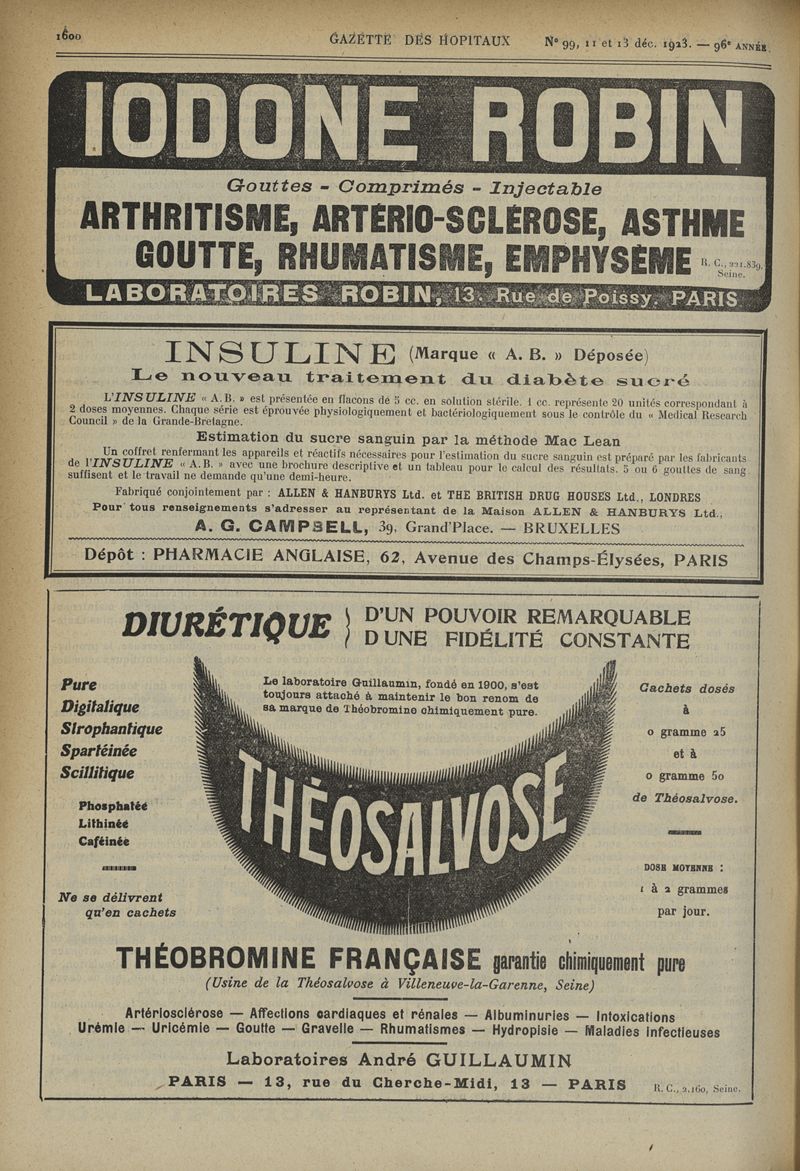 1600
GAZETTE DES HOPITAUX
N° 99, 11 et 13 déc. 1923. — 96e ANNÉE.
IODONE ROBIN
Gouttes - Comprimés - Injectable
ARTHRITISME, ARTÉRIO-SCLÉROSE, ASTHME
GOUTTE, RHUMATISME, EMPHYSÈME
R. C., 221.839,
Seine.
LABORATOIRES ROBIN, 13, Rue de Poissy, PARIS
INSULINE (Marque « A. B. » Déposée)
Le nouveau traitement du diabète sucré
L'INSULINE « A. B. » est présentée en flacons de 5 cc. en solution stérile. 1 cc. représente 20 unités correspondant à
2 doses moyennes. Chaque série est éprouvée physiologiquement et bactériologiquement sous le contrôle du « Medical Research
Council » de la Grande-Bretagne.
Estimation du sucre sanguin par la méthode Mac Lean
Un coffret renfermant les appareils et réactifs nécessaires pour l'estimation du sucre sanguin est préparé par les fabricants
de l'INSULINE « A. B. » avec une brochure descriptive et un tableau pour le calcul des résultats. 5 ou 6 gouttes de sang
suffisent et le travail ne demande qu'une demi-heure.
Fabriqué conjointement par : ALLEN & HANBURYS Ltd. et THE BRITISH DRUG HOUSES Ltd., LONDRES
Pour tous renseignements s'adresser au représentant de la Maison ALLEN & HANBURYS Ltd.,
A. G. CAMPBELL, 39, Grand'Place. — BRUXELLES
Dépôt : PHARMACIE ANGLAISE, 62, Avenue des Champs-Élysées, PARIS
DIURÉTIQUE } D'UN POUVOIR REMARQUABLE
D UNE FIDÉLITÉ CONSTANTE
Le laboratoire Guillaumin, fondé en 1900, s'est
toujours attaché à maintenir le bon renom de
sa marque de Théobromine chimiquement pure.
Pure
Digitalique
Strophantique
Spartéinée
Scillitique
Phosphatée
Lithinée
Caféinée
Ne se délivrent
qu'en cachets
THÉOSALVOSE
Cachets dosés
à
0 gramme 25
et à
0 gramme 50
de Théosalvose.
DOSE MOYENNE :
1 à 2 grammes
par jour.
THÉOBROMINE FRANÇAISE garantie chimiquement pure
(Usine de la Théosalvose à Villeneuve-la-Garenne, Seine)
Artériosclérose — Affections cardiaques et rénales — Albuminuries — Intoxications
Urémie — Uricémie — Goutte — Gravelle — Rhumatismes — Hydropisie — Maladies infectieuses
Laboratoires André GUILLAUMIN
PARIS — 13, rue du Cherche-Midi, 13 — PARIS
R. C., 2.160, Seine.